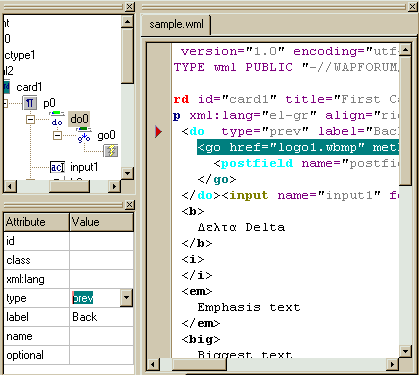 ctype1
card1
p0
do0
go0
input1
Attribute Value
id
class
xml:lang
type prev
label Back
name
optional
sample.wml
version="1.0" encoding="utf
TYPE wml PUBLIC "-//WAPFORUM
rd id="card1" title="First Ca
p xml:lang="el-gr" align="ri
<do type="prev" label="Bac
<go href="logo1.wbmp" met
<postfield name="postfi
</go>
</do><input name="input1" f
<b>
Δελτα Delta
</b>
<i>
</i>
<em>
Emphasis text
</em>
<big>
Biggest text